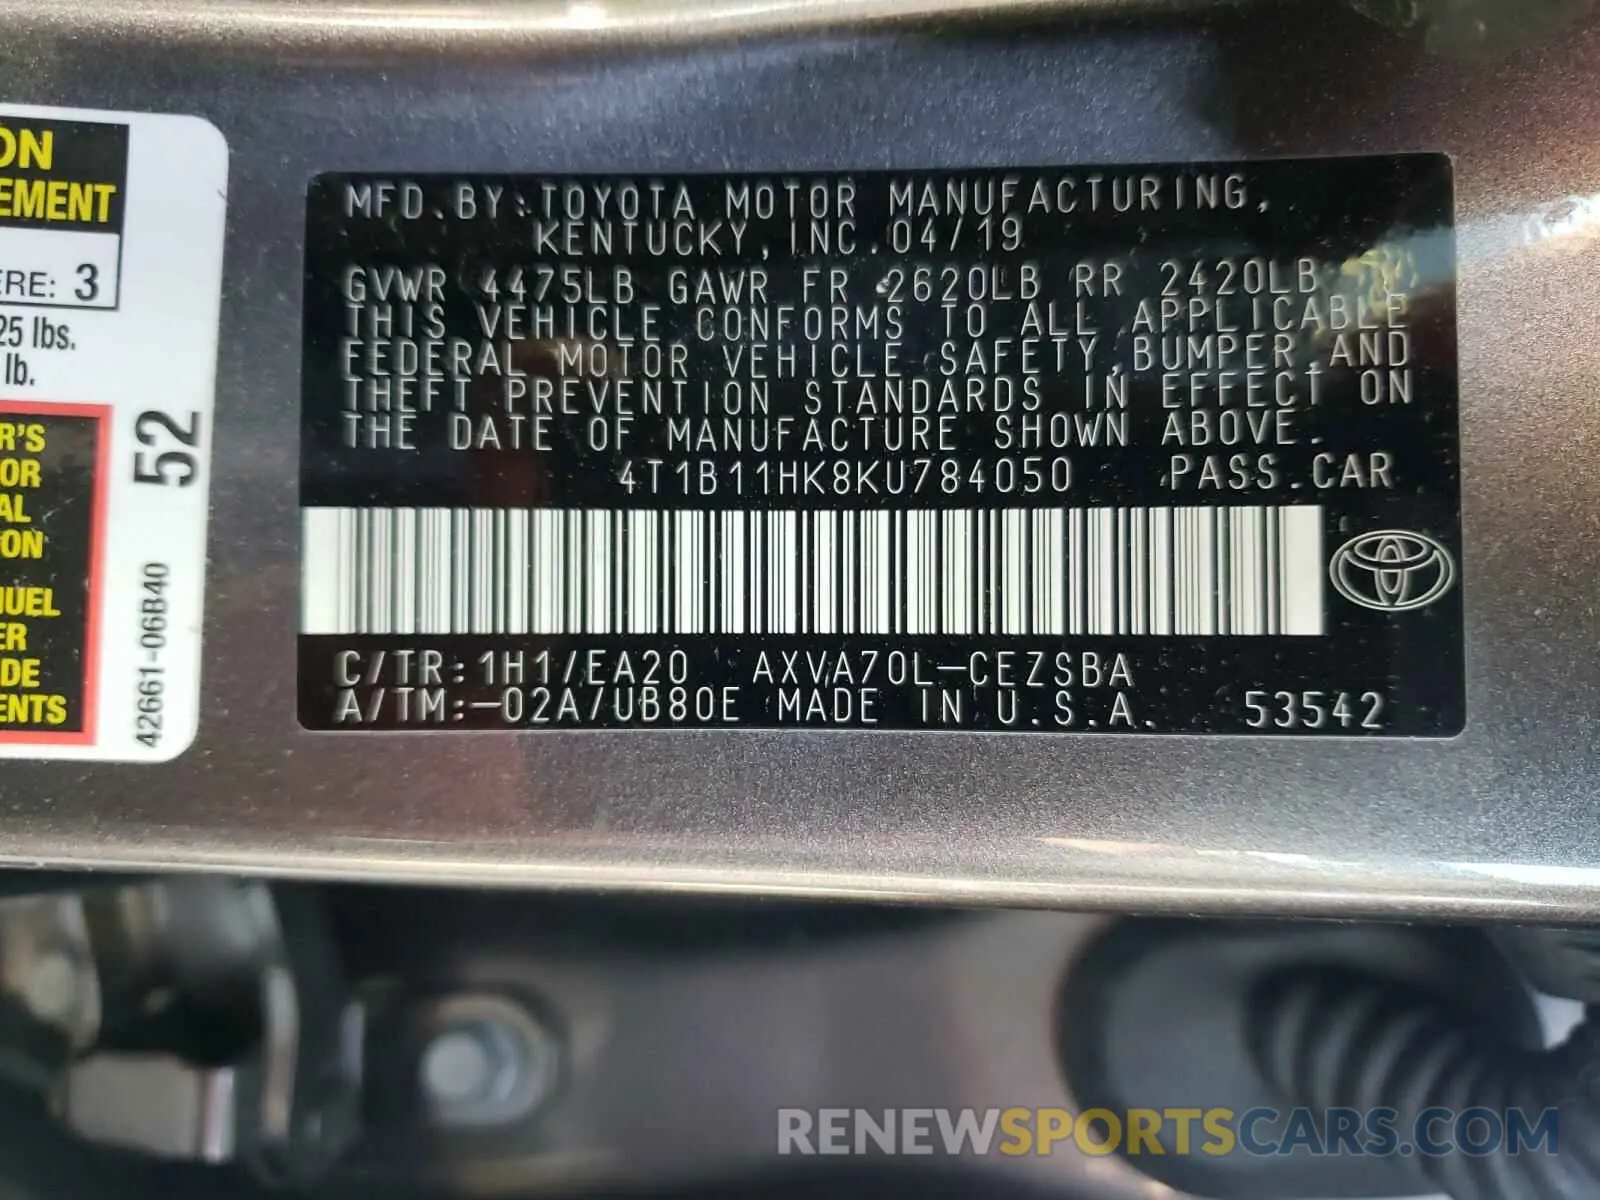 ON
EMENT
ERE: 3
25 lbs.
lb.
R'S
OR
AL
ON
NUEL
ER
DE
ENTS
52
42661-06B40
MFD.BY:TOYOTA MOTOR MANUFACTURING,
KENTUCKY,INC.04/19
GVWR 4475LB GAWR FR 2620LB RR 2420LB
THIS VEHICLE CONFORMS TO ALL APPLICABLE
FEDERAL MOTOR VEHICLE SAFETY,BUMPER,AND
THEFT PREVENTION STANDARDS IN EFFECT ON
THE DATE OF MANUFACTURE SHOWN ABOVE.
4T1B11HK8KU784050 PASS.CAR
C/TR:1H1/EA20 AXVA70L-CEZSBA
A/TM:-02A/UB80E MADE IN U.S.A. 53542
RENEWSPORTSCARS.COM